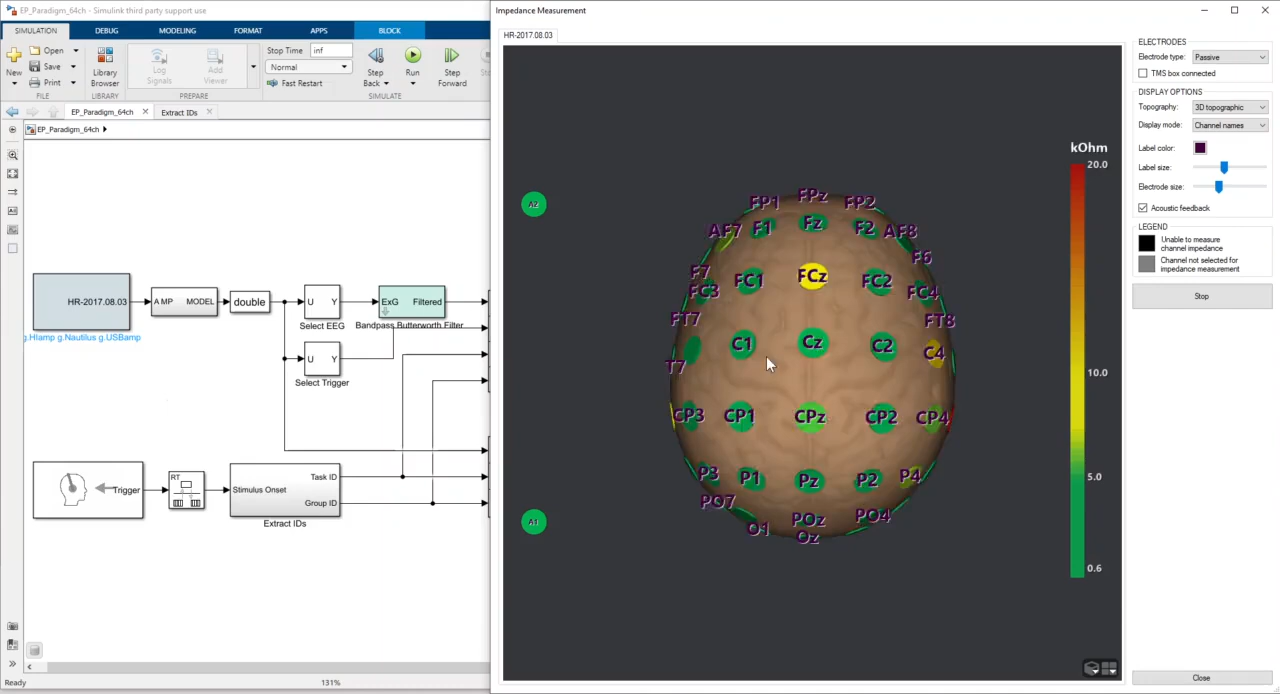 EP_Paradigm_64ch - Simulink third party support use
SIMULATION
DEBUG
MODELING
FORMAT
APPS
BLOCK
New
Open
Save
Print
FILE
Library
Browser
LIBRARY
Log
Signals
Add
Viewer
PREPARE
Stop Time
inf
Normal
Fast Restart
Step
Back
Run
Step
Forward
SIMULATE
EP_Paradigm_64ch
Extract IDs
EP_Paradigm_64ch
HR-2017.08.03
g.HIamp g.Nautilus g.USBamp
AMP
MODEL
double
U
Y
Select EEG
ExG
Filtered
Bandpass Butterworth Filter
U
Y
Select Trigger
Trigger
RT
Stimulus Onset
Task ID
Group ID
Extract IDs
Ready
131%
Impedance Measurement
HR-2017.08.03
A2
A1
FP1
FPz
FP2
AF7
F1
Fz
F2
AF8
F6
F7
FC3
FC1
FCz
FC2
FC4
FT7
FT8
T7
C1
Cz
C2
C4
CP3
CP1
CPz
CP2
CP4
P3
P1
Pz
P2
P4
PO7
O1
POz
Oz
PO4
kOhm
20.0
10.0
5.0
0.6
ELECTRODES
Electrode type:
Passive
TMS box connected
DISPLAY OPTIONS
Topography:
3D topographic
Display mode:
Channel names
Label color:
Label size:
Electrode size:
Acoustic feedback
LEGEND
Unable to measure
channel impedance
Channel not selected for
impedance measurement
Stop
Close